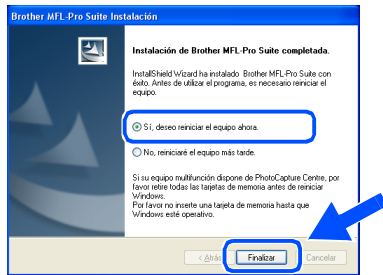 Brother MFL-Pro Suite Instalación
Instalación de Brother MFL-Pro Suite completada.
InstallShield Wizard ha instalado Brother MFL-Pro Suite con
éxito. Antes de utilizar el programa, es necesario reiniciar el
equipo.
Sí, deseo reiniciar el equipo ahora.
No, reiniciaré el equipo más tarde.
Si su equipo multifunción dispone de PhotoCapture Centre, por
favor retire todas las tarjetas de memoria antes de reiniciar
Windows.
Por favor no inserte una tarjeta de memoria hasta que
Windows esté operativo.
< Atrás Finalizar Cancelar